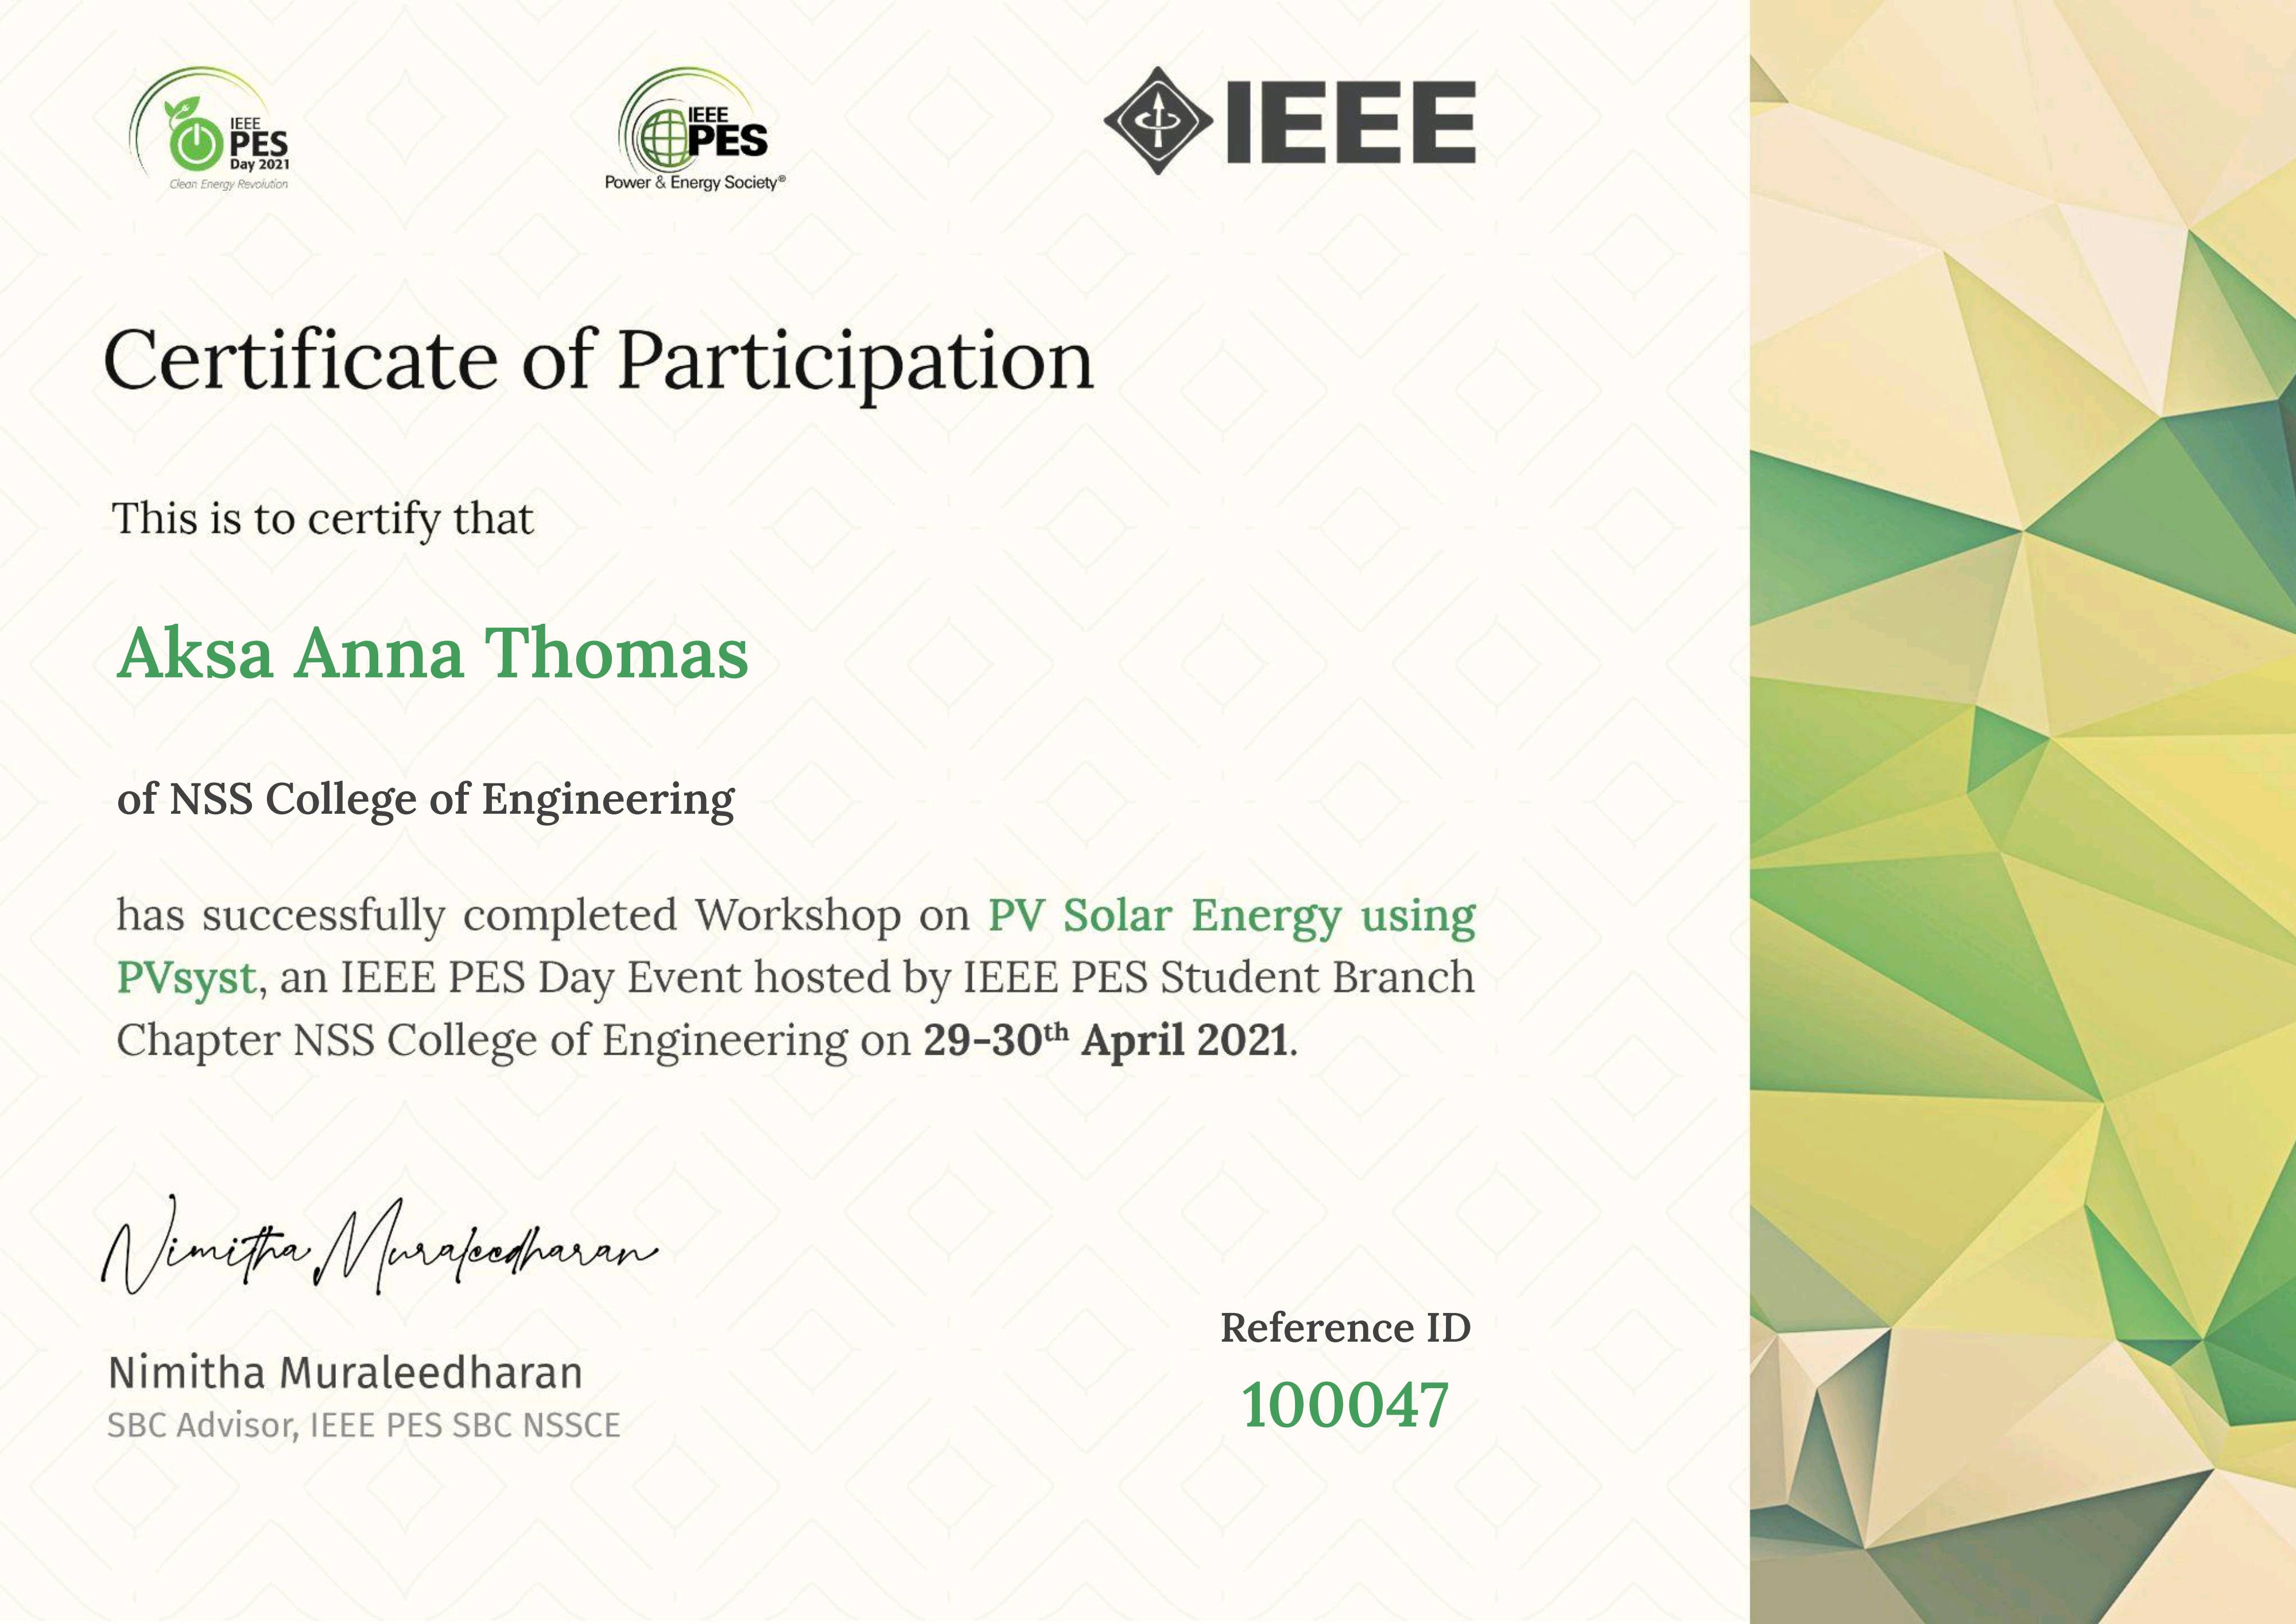 IEEE
PES
Day 2021
Clean Energy Revolution
IEEE
PES
Power & Energy Society®
IEEE
Certificate of Participation
This is to certify that
Aksa Anna Thomas
of NSS College of Engineering
has successfully completed Workshop on PV Solar Energy using
PVsyst, an IEEE PES Day Event hosted by IEEE PES Student Branch
Chapter NSS College of Engineering on 29-30th April 2021.
Nimitha Muraleedharan
Nimitha Muraleedharan
SBC Advisor, IEEE PES SBC NSSCE
Reference ID
100047